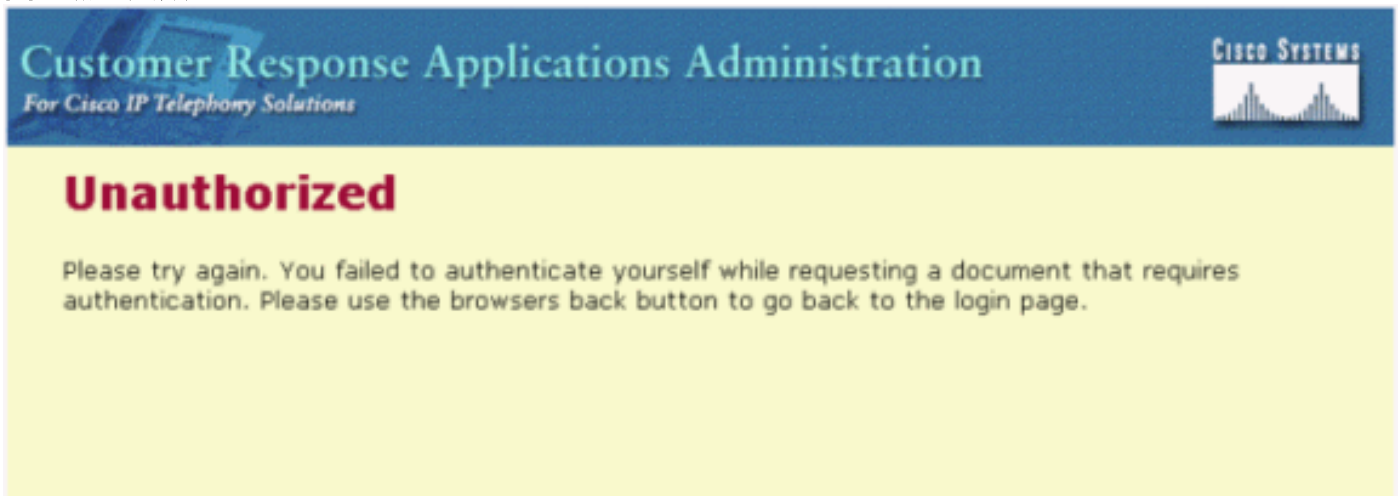 Customer Response Applications Administration
For Cisco IP Telephony Solutions
CISCO SYSTEMS
Unauthorized
Please try again. You failed to authenticate yourself while requesting a document that requires
authentication. Please use the browsers back button to go back to the login page.